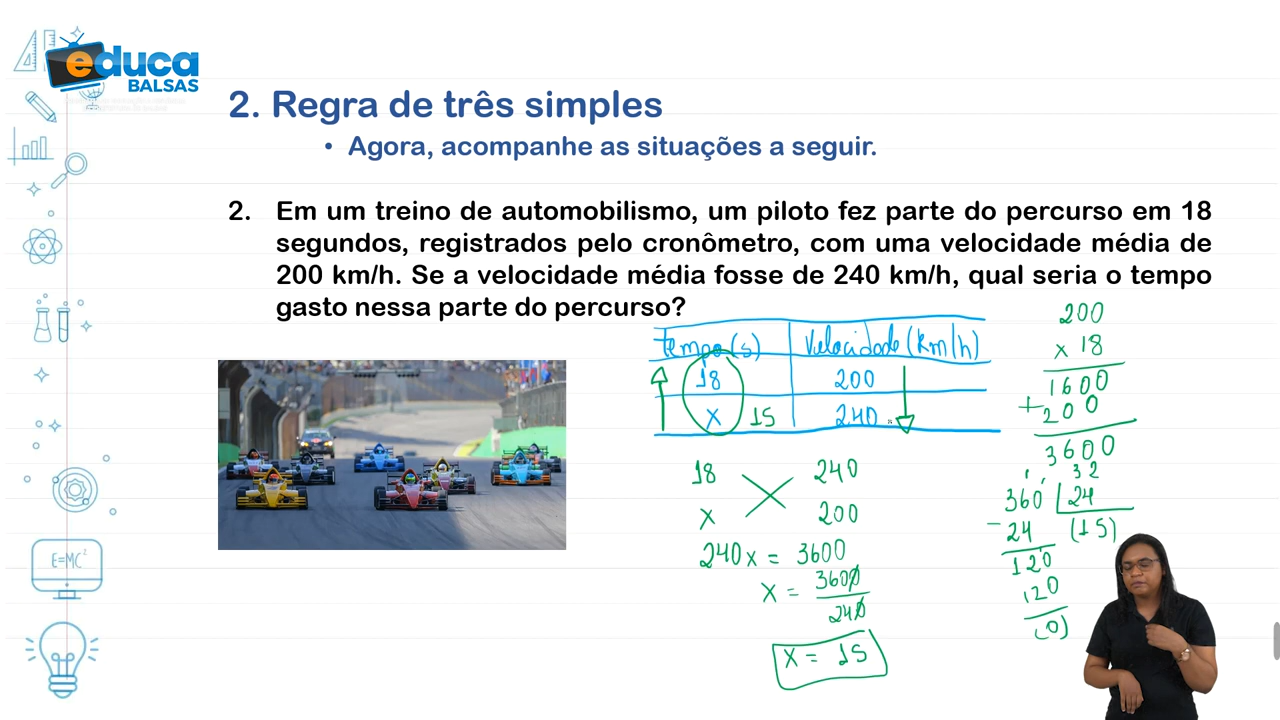 educa
BALSAS
2. Regra de três simples
• Agora, acompanhe as situações a seguir.
2. Em um treino de automobilismo, um piloto fez parte do percurso em 18
segundos, registrados pelo cronômetro, com uma velocidade média de
200 km/h. Se a velocidade média fosse de 240 km/h, qual seria o tempo
gasto nessa parte do percurso?
tempo(s) velocidade (km/h)
18 200
x 15 240
18 240
x 200
240x = 3600
x = 3600
240
x = 15
200
x 18
1600
+200
3600
32
360 24
- 24 (15)
120
120
(0)
E=MC²